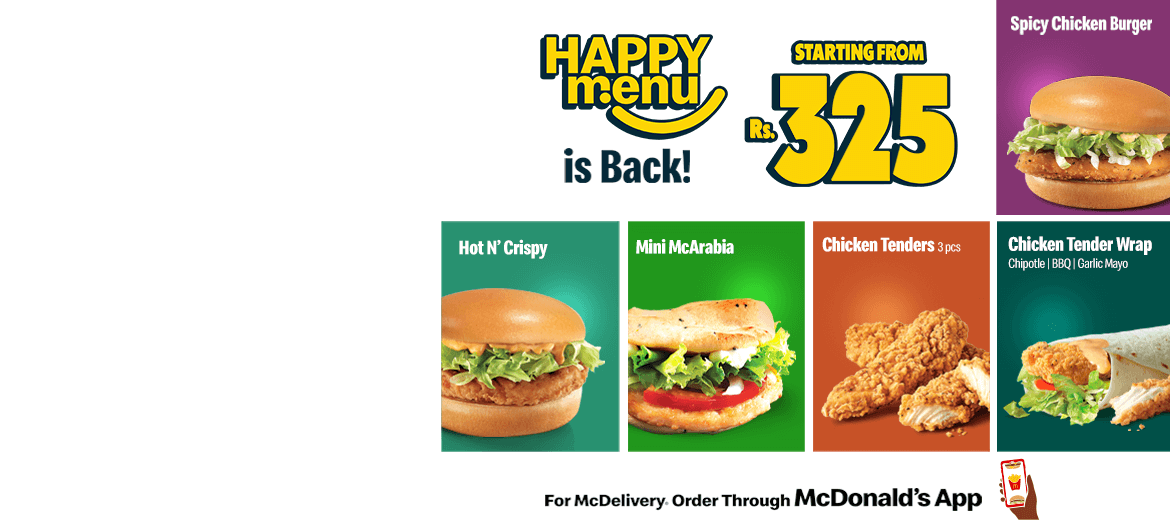 HAPPY
menu
is Back!
STARTING FROM
Rs. 325
Spicy Chicken Burger
Hot N’ Crispy
Mini McArabia
Chicken Tenders 3 pcs
Chicken Tender Wrap
Chipotle | BBQ | Garlic Mayo
For McDelivery® Order Through McDonald’s App